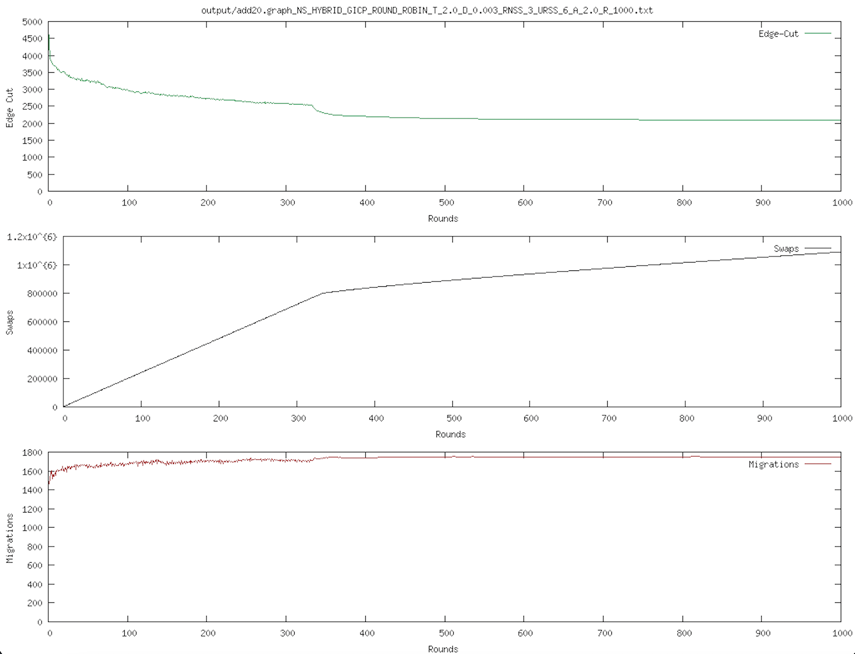 output/add20.graph_NS_HYBRID_GICP_ROUND_ROBIN_T_2.0_D_0.003_RNSS_3_URSS_6_A_2.0_R_1000.txt
5000
4500
4000
3500
3000
2500
2000
1500
1000
500
0
Edge Cut
Edge-Cut
0 100 200 300 400 500 600 700 800 900 1000
Rounds
1.2x10^{6}
1x10^{6}
800000
600000
400000
200000
0
Swaps
Swaps
0 100 200 300 400 500 600 700 800 900 1000
Rounds
1800
1600
1400
1200
1000
800
600
400
200
0
Migrations
Migrations
0 100 200 300 400 500 600 700 800 900 1000
Rounds